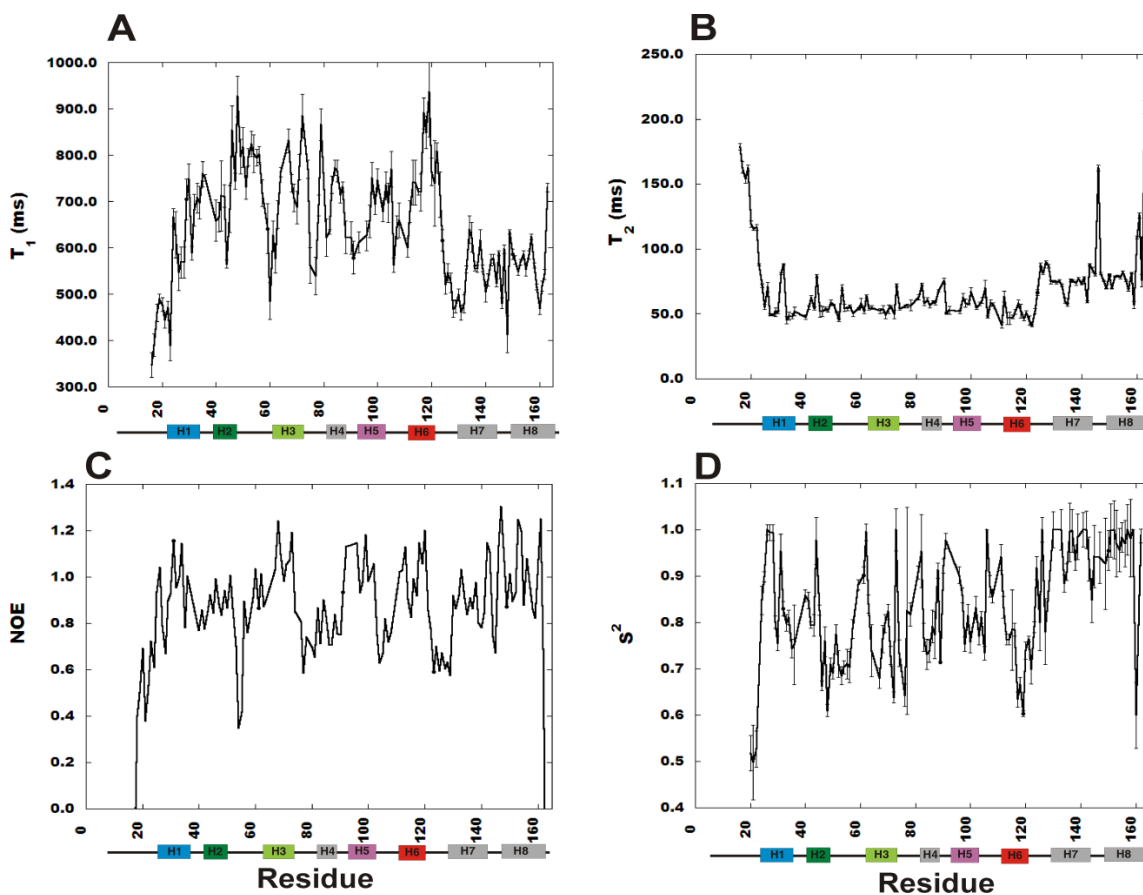 A
B
1000.0
900.0
800.0
700.0
600.0
500.0
400.0
300.0
T1 (ms)
0 20 40 60 80 100 120 140 160
H1 H2 H3 H4 H5 H6 H7 H8
250.0
200.0
150.0
100.0
50.0
0.0
T2 (ms)
0 20 40 60 80 100 120 140 160
H1 H2 H3 H4 H5 H6 H7 H8
C
D
1.4
1.2
1.0
0.8
0.6
0.4
0.2
0.0
NOE
0 20 40 60 80 100 120 140 160
H1 H2 H3 H4 H5 H6 H7 H8
Residue
1.1
1.0
0.9
0.8
0.7
0.6
0.5
0.4
S2
0 20 40 60 80 100 120 140 160
H1 H2 H3 H4 H5 H6 H7 H8
Residue